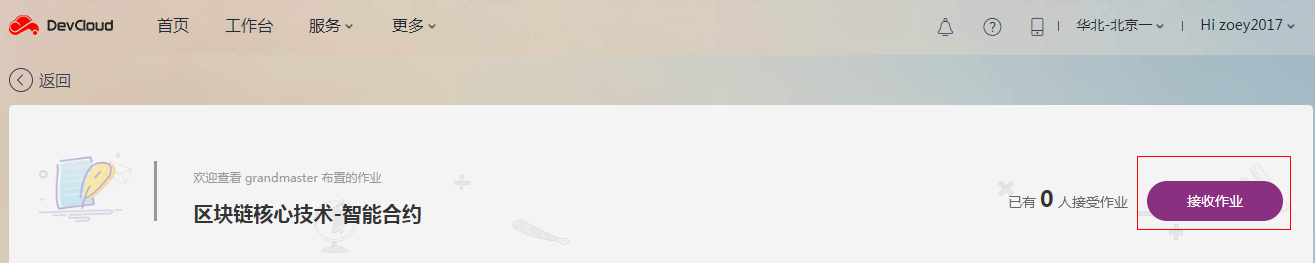 DevCloud 首页 工作台 服务 更多 华北-北京一 Hi zoey2017
返回
欢迎查看 grandmaster 布置的作业
区块链核心技术-智能合约
已有 0 人接受作业 接收作业